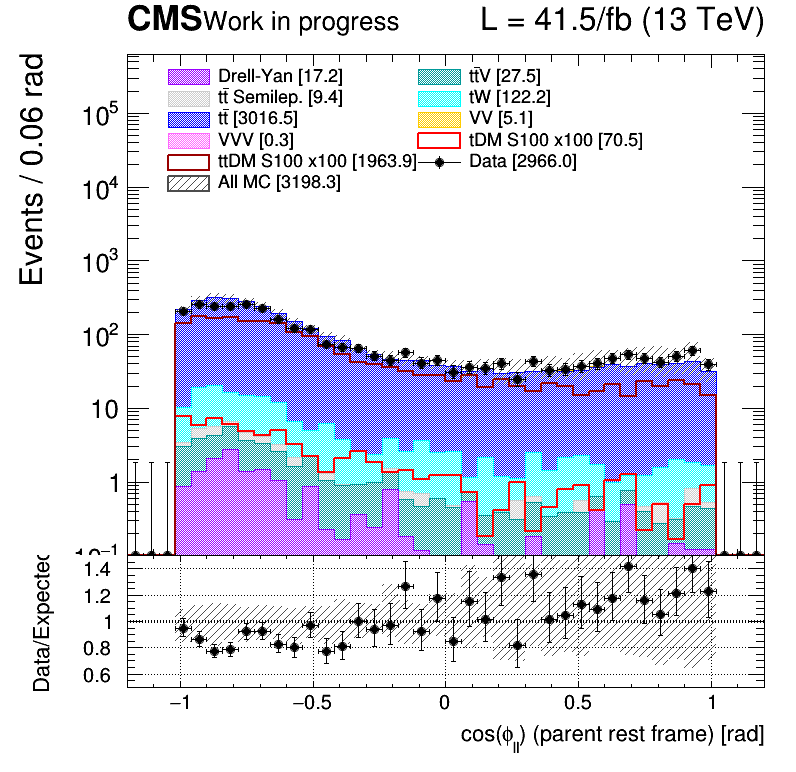 CMS Work in progress L = 41.5/fb (13 TeV)
Events / 0.06 rad
Drell-Yan [17.2] tt̄V [27.5]
tt̄ Semilep. [9.4] tW [122.2]
tt̄ [3016.5] VV [5.1]
VVV [0.3] tDM S100 x100 [70.5]
ttDM S100 x100 [1963.9] Data [2966.0]
All MC [3198.3]
10⁵
10⁴
10³
10²
10
1
10⁻¹
Data/Expected
1.4
1.2
1
0.8
0.6
−1 −0.5 0 0.5 1
cos(ϕ_ll) (parent rest frame) [rad]